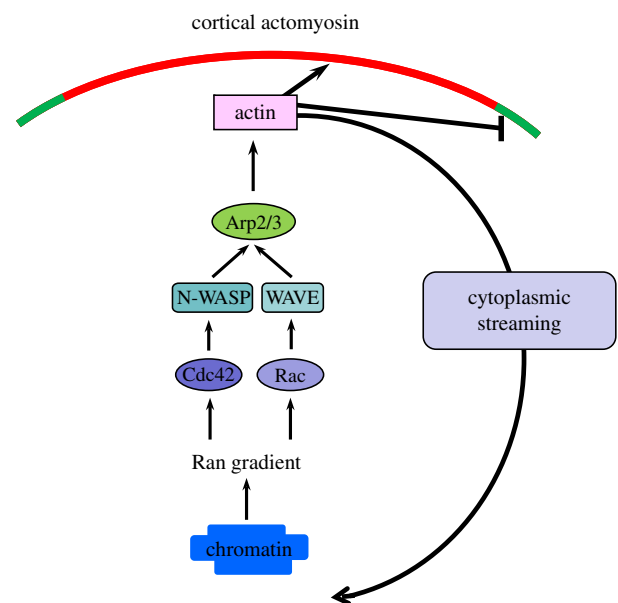 cortical actomyosin
actin
Arp2/3
N-WASP WAVE
Cdc42 Rac
cytoplasmic
streaming
Ran gradient
chromatin